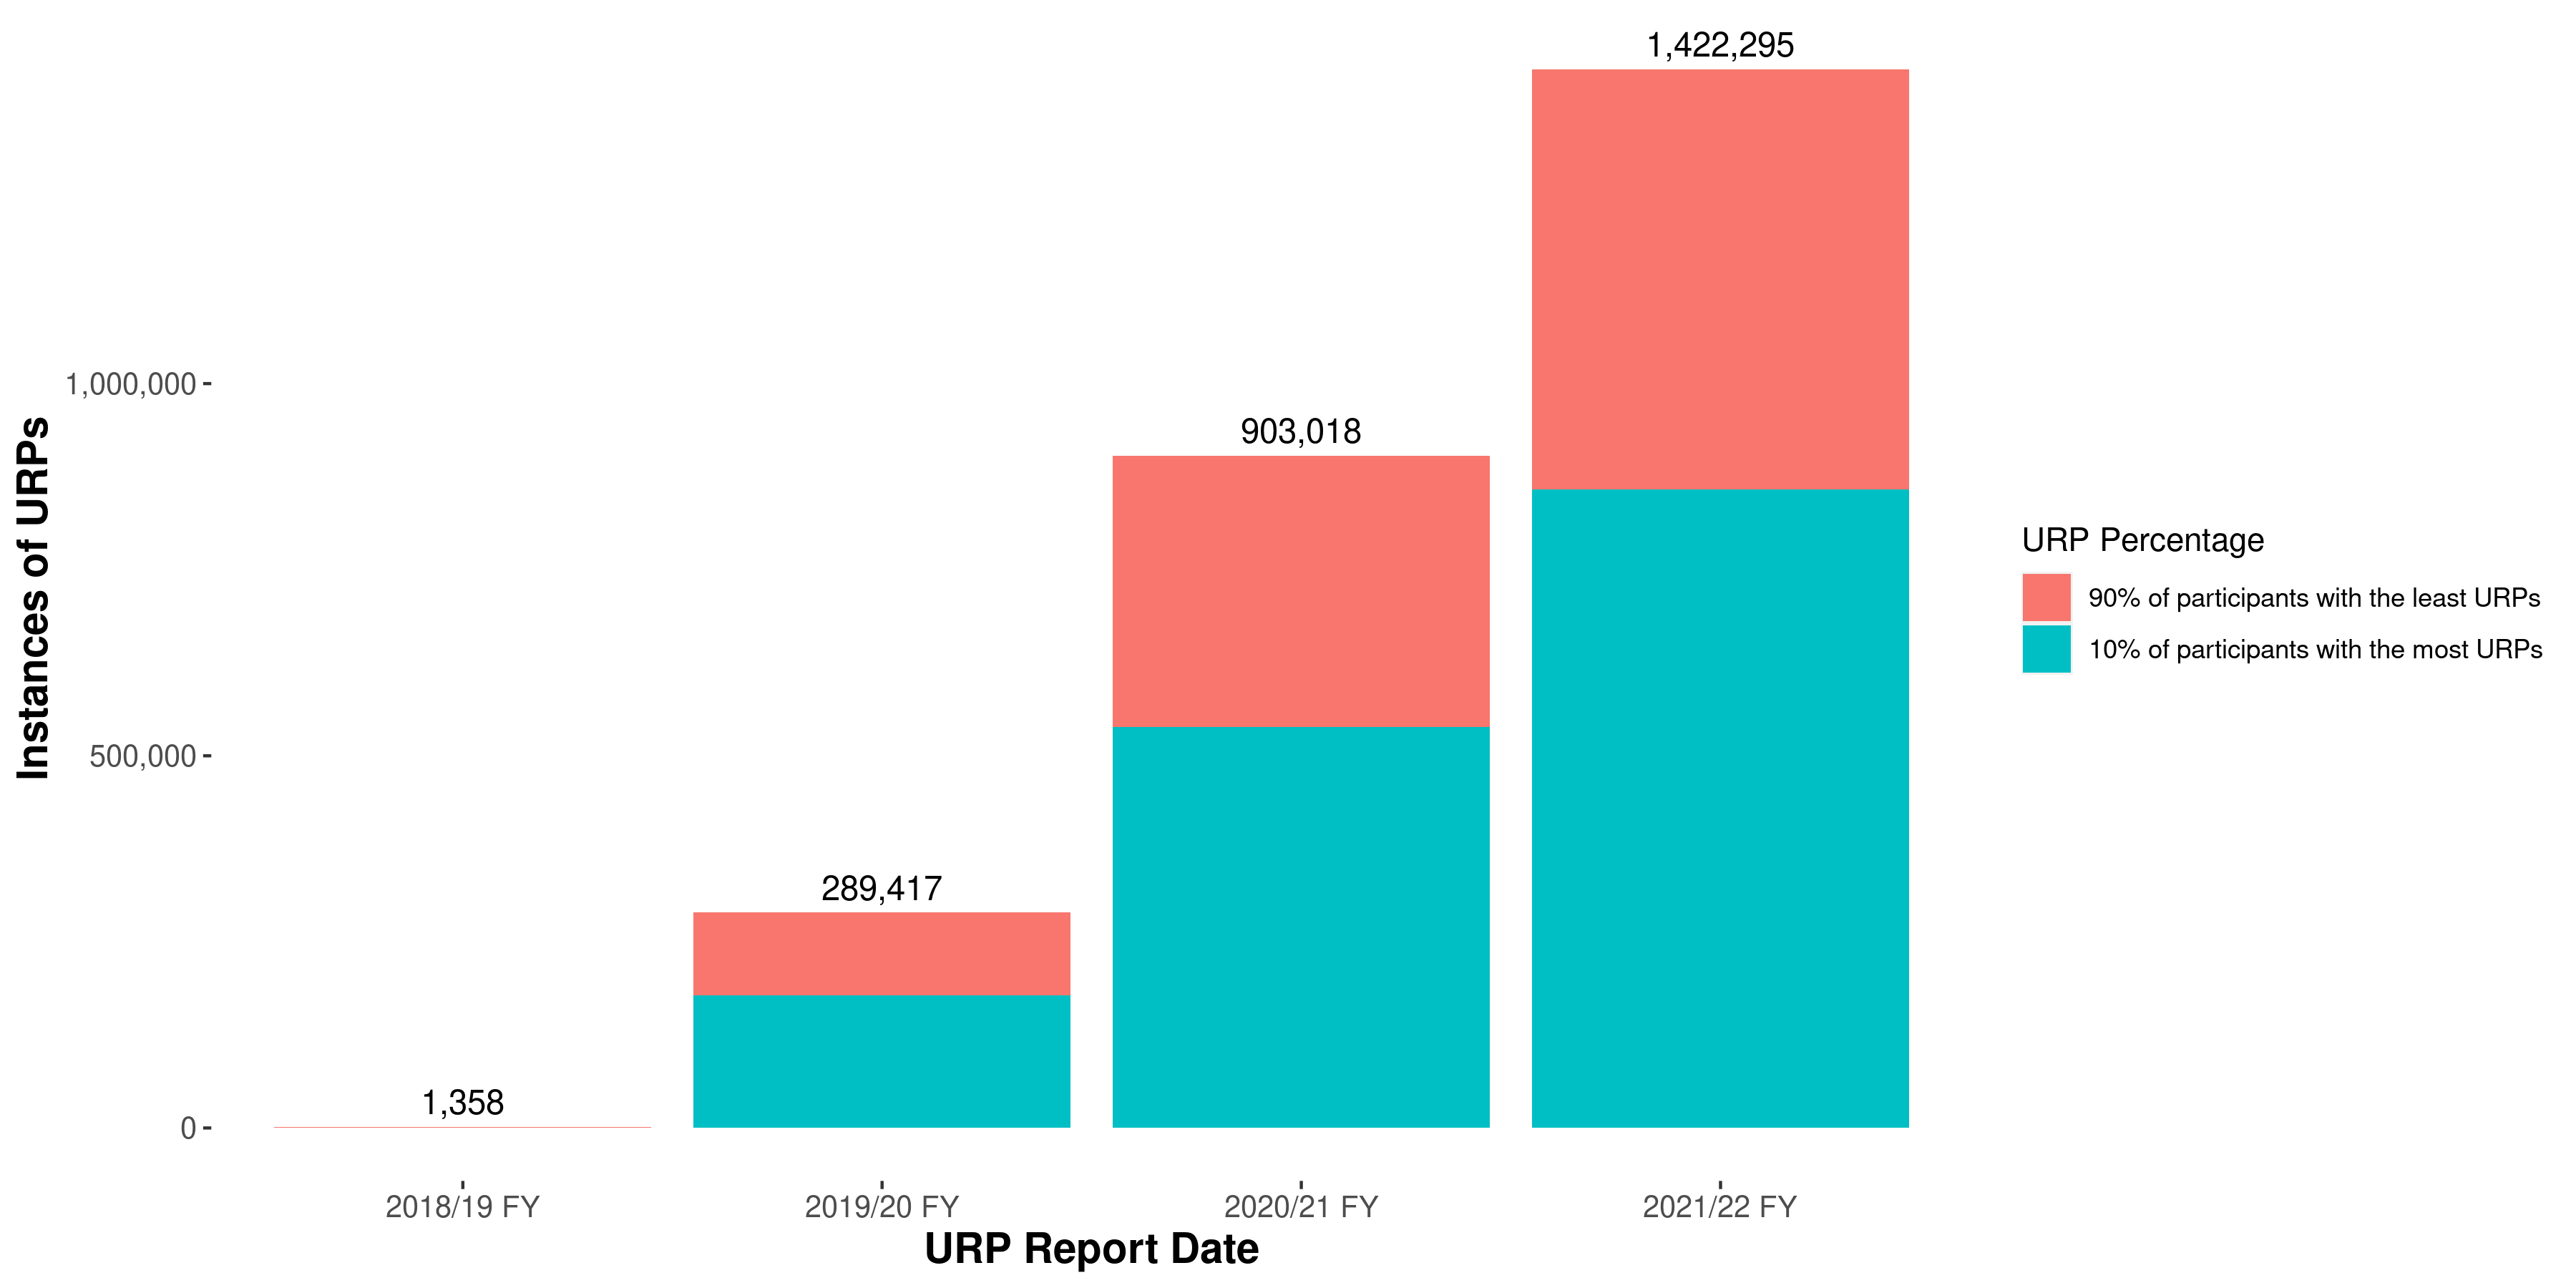 1,422,295
903,018
289,417
1,358
Instances of URPs
1,000,000
500,000
0
2018/19 FY
2019/20 FY
2020/21 FY
2021/22 FY
URP Report Date
URP Percentage
90% of participants with the least URPs
10% of participants with the most URPs